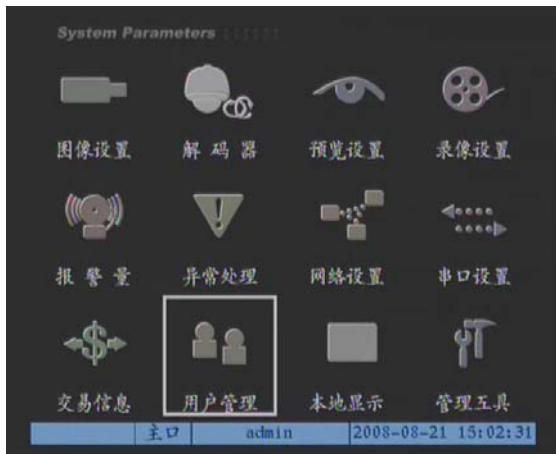 System Parameters
图像设置 解码器 预览设置 录像设置
报警量 异常处理 网络设置 串口设置
交易信息 用户管理 本地显示 管理工具
主口 admin 2008-08-21 15:02:31